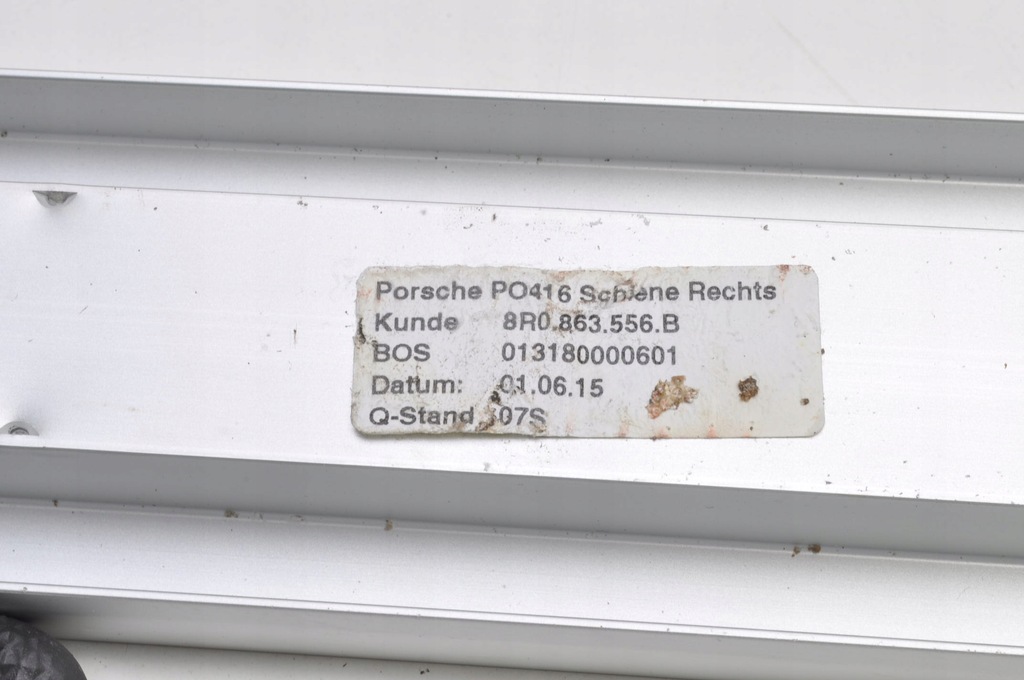 Porsche PO416 Schiene Rechts
Kunde 8R0.863.556.B
BOS 013180000601
Datum: 01.06.15
Q-Stand 07S